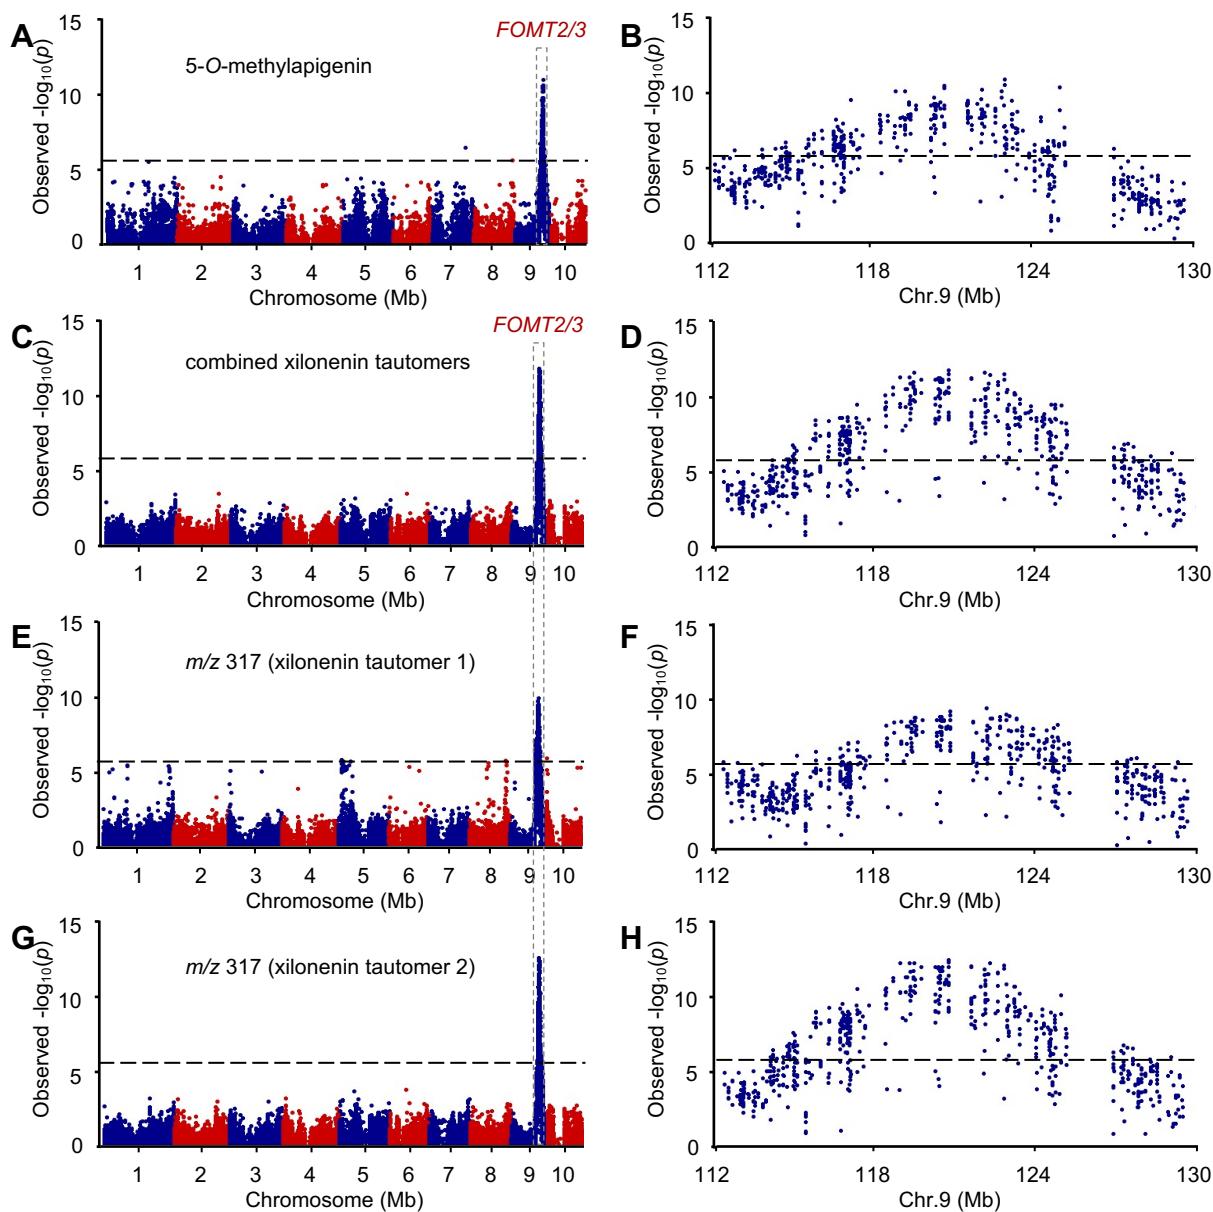 A
Observed -log10(p)
15
10
5
0
5-O-methylapigenin
FOMT2/3
1 2 3 4 5 6 7 8 9 10
Chromosome (Mb)
B
Observed -log10(p)
15
10
5
0
112 118 124 130
Chr.9 (Mb)
C
Observed -log10(p)
15
10
5
0
combined xilonenin tautomers
FOMT2/3
1 2 3 4 5 6 7 8 9 10
Chromosome (Mb)
D
Observed -log10(p)
15
10
5
0
112 118 124 130
Chr.9 (Mb)
E
Observed -log10(p)
15
10
5
0
m/z 317 (xilonenin tautomer 1)
1 2 3 4 5 6 7 8 9 10
Chromosome (Mb)
F
Observed -log10(p)
15
10
5
0
112 118 124 130
Chr.9 (Mb)
G
Observed -log10(p)
15
10
5
0
m/z 317 (xilonenin tautomer 2)
1 2 3 4 5 6 7 8 9 10
Chromosome (Mb)
H
Observed -log10(p)
15
10
5
0
112 118 124 130
Chr.9 (Mb)